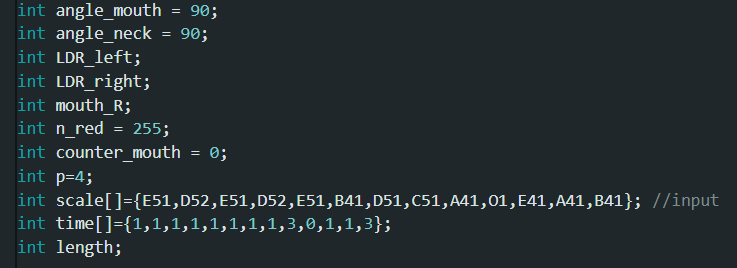 int angle_mouth = 90;
int angle_neck = 90;
int LDR_left;
int LDR_right;
int mouth_R;
int n_red = 255;
int counter_mouth = 0;
int p=4;
int scale[]={E51,D52,E51,D52,E51,B41,D51,C51,A41,O1,E41,A41,B41}; //input
int time[]={1,1,1,1,1,1,1,1,3,0,1,1,3};
int length;